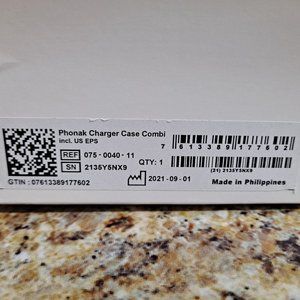 Phonak Charger Case Combi
incl. US EPS
REF 075-0040-11
SN 2135Y5NX9
QTY: 1
7 613389 177602
(21) 2135Y5NX9
2021-09-01
GTIN: 07613389177602
Made in Philippines